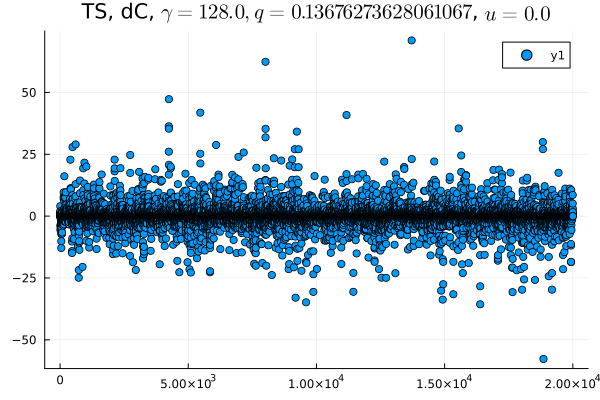 TS, dC, γ = 128.0, q = 0.13676273628061067, u = 0.0
y1
50
25
0
−25
−50
0 5.00×10³ 1.00×10⁴ 1.50×10⁴ 2.00×10⁴